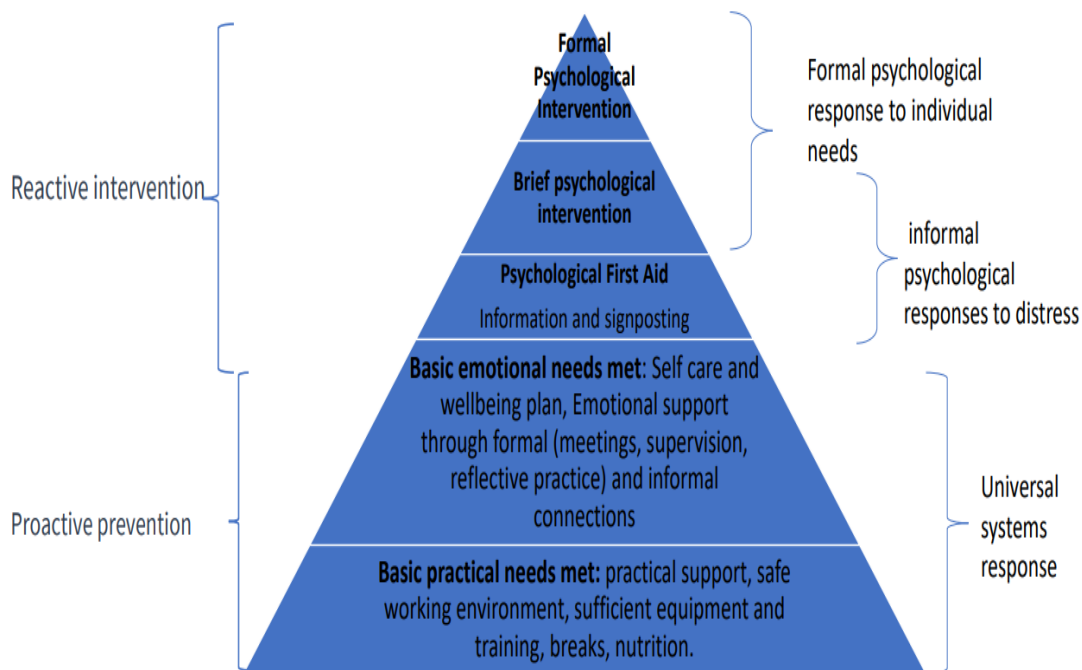 Formal
Psychological
Intervention
Brief psychological
intervention
Psychological First Aid
Information and signposting
Basic emotional needs met: Self care and
wellbeing plan, Emotional support
through formal (meetings, supervision,
reflective practice) and informal
connections
Basic practical needs met: practical support, safe
working environment, sufficient equipment and
training, breaks, nutrition.
Reactive intervention
Proactive prevention
Formal psychological
response to individual
needs
informal
psychological
responses to distress
Universal
systems
response